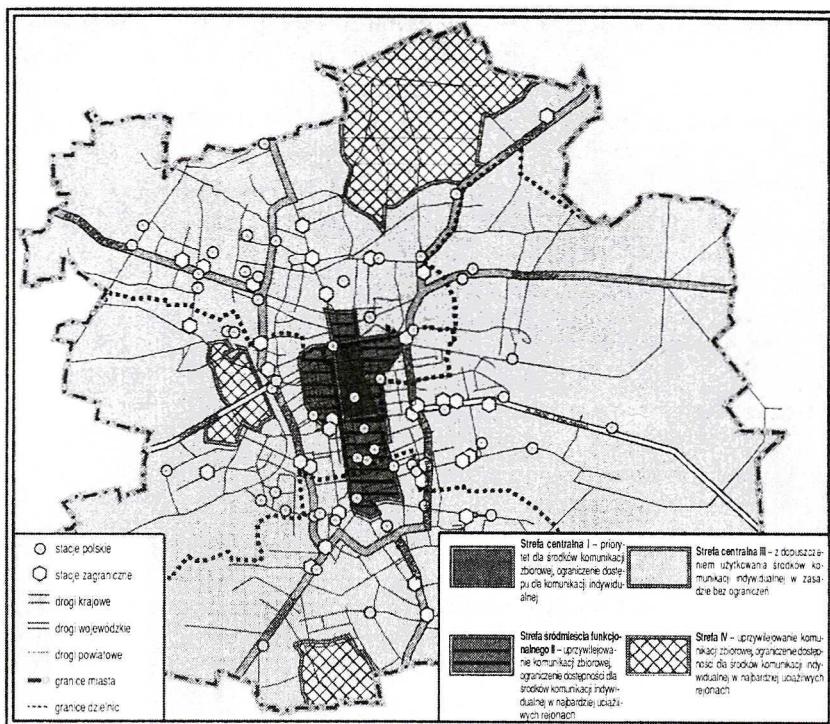 stacje polskie
stacje zagraniczne
drogi krajowe
drogi wojewódzkie
drogi powiatowe
granice miasta
granice dzielnic
Strefa centralna I – priory-
tet dla środków komunikacji
zbiorowej, ograniczenie dostę-
pu dla komunikacji indywidu-
alnej
Strefa śródmieścia funkcjo-
nalnego II – uprzywilejowa-
nie komunikacji zbiorowej,
ograniczenie dostępności dla
środków komunikacji indywi-
dualnej w najbardziej uciążli-
wych rejonach
Strefa centralna III – z dopuszcza-
niem użytkowania środków ko-
munikacji indywidualnej w zasa-
dzie bez ograniczeń
Strefa IV – uprzywilejowanie komu-
nikacji zbiorowej, ograniczenie dostęp-
ności dla środków komunikacji indy-
widualnej w najbardziej uciążliwych
rejonach